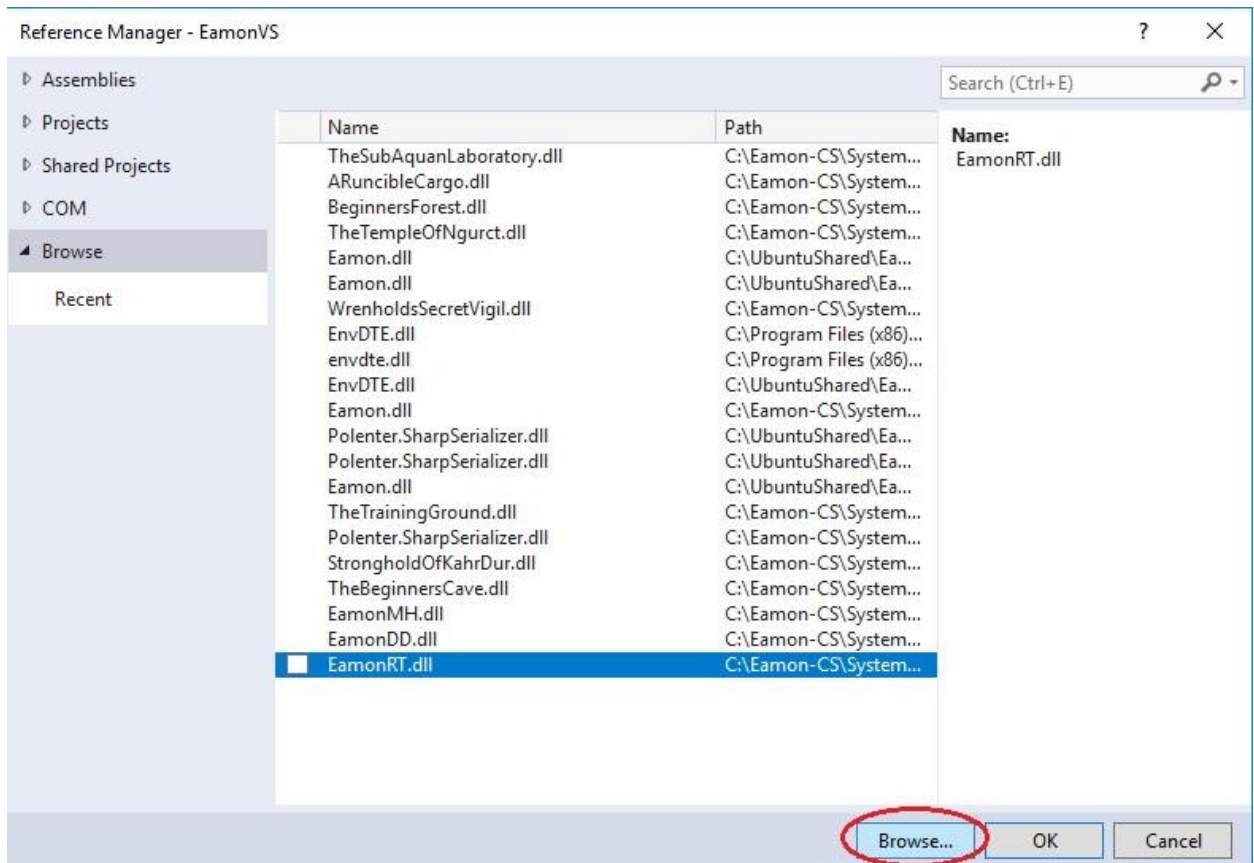 Reference Manager - EamonVS
Assemblies
Projects
Shared Projects
COM
Browse
Recent
Name Path
TheSubAquanLaboratory.dll C:\Eamon-CS\System...
ARuncibleCargo.dll C:\Eamon-CS\System...
BeginnersForest.dll C:\Eamon-CS\System...
TheTempleOfNgurct.dll C:\Eamon-CS\System...
Eamon.dll C:\UbuntuShared\Ea...
Eamon.dll C:\UbuntuShared\Ea...
WrenholdsSecretVigil.dll C:\Eamon-CS\System...
EnvDTE.dll C:\Program Files (x86)...
envdte.dll C:\Program Files (x86)...
EnvDTE.dll C:\UbuntuShared\Ea...
Eamon.dll C:\Eamon-CS\System...
Polenter.SharpSerializer.dll C:\UbuntuShared\Ea...
Polenter.SharpSerializer.dll C:\UbuntuShared\Ea...
Eamon.dll C:\UbuntuShared\Ea...
TheTrainingGround.dll C:\Eamon-CS\System...
Polenter.SharpSerializer.dll C:\Eamon-CS\System...
StrongholdOfKahrDur.dll C:\Eamon-CS\System...
TheBeginnersCave.dll C:\Eamon-CS\System...
EamonMH.dll C:\Eamon-CS\System...
EamonDD.dll C:\Eamon-CS\System...
EamonRT.dll C:\Eamon-CS\System...
Search (Ctrl+E)
Name:
EamonRT.dll
Browse... OK Cancel